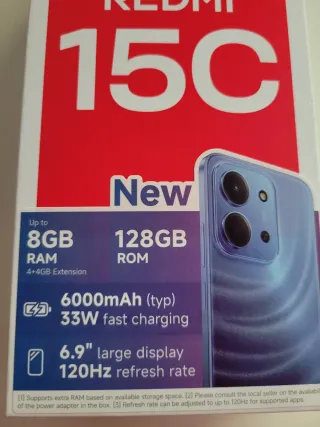 REDMI
15C
New
Up to
8GB 128GB
RAM ROM
4+4GB Extension
6000mAh (typ)
33W fast charging
6.9" large display
120Hz refresh rate
[1] Supports extra RAM based on available storage space. [2] Please consult the local seller on the
of the power adapter in the box. [3] Refresh rate can be adjusted to up to 120Hz for supported apps.